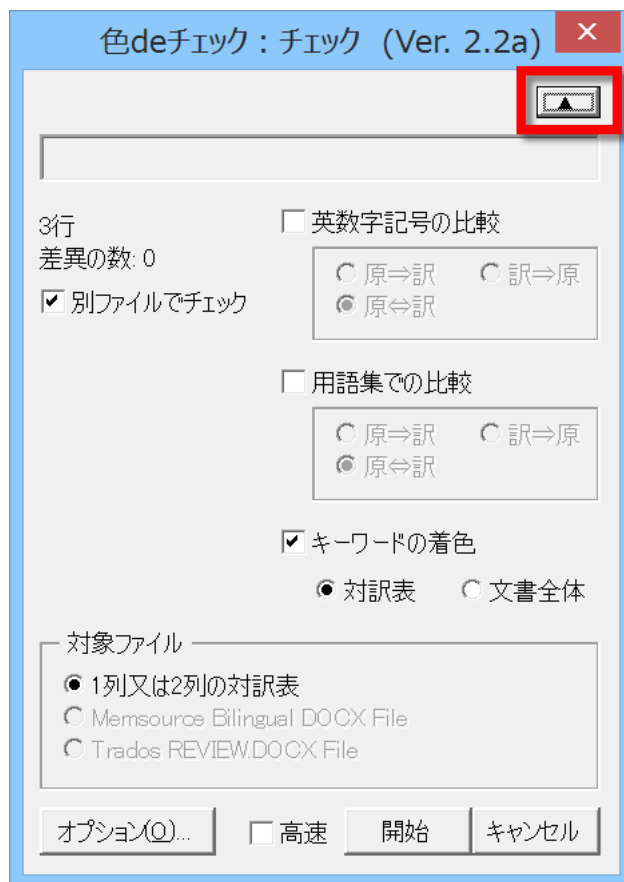 色deチェック：チェック (Ver. 2.2a)
▲
3行
差異の数: 0
別ファイルでチェック
英数字記号の比較
原⇒訳 訳⇒原
原⇔訳
用語集での比較
原⇒訳 訳⇒原
原⇔訳
キーワードの着色
対訳表 文書全体
対象ファイル
1列又は2列の対訳表
Memsource Bilingual DOCX File
Trados REVIEW.DOCX File
オプション(O)... 高速 開始 キャンセル